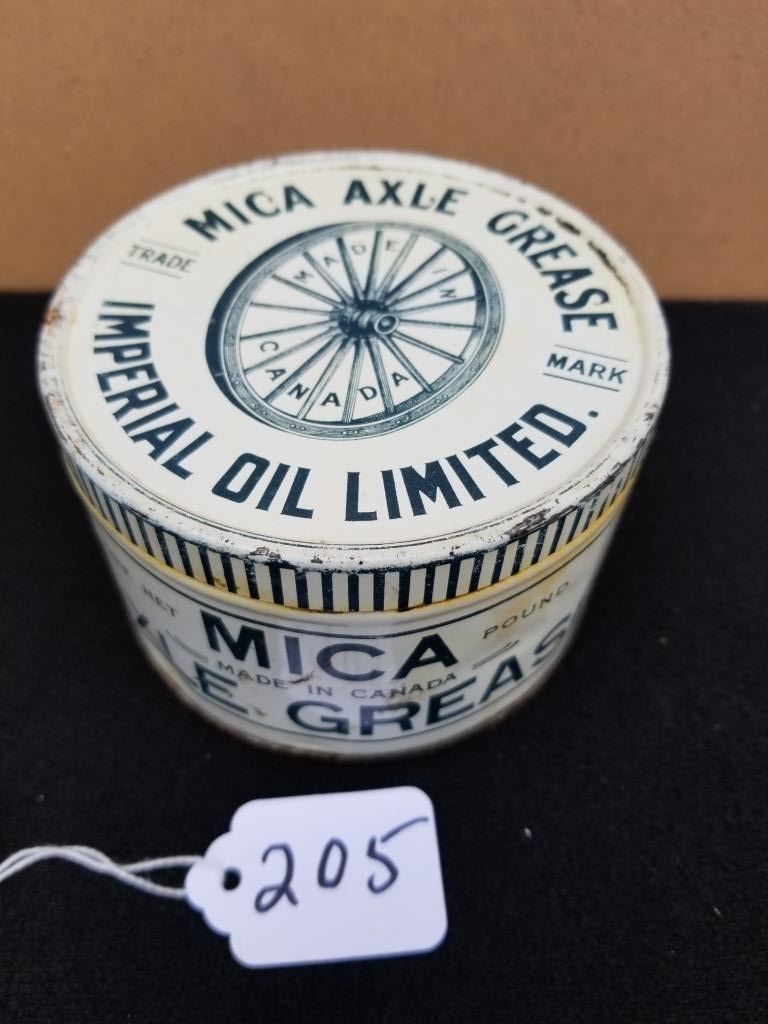 MICA AXLE GREASE
TRADE
MARK
MADE IN
CANADA
IMPERIAL OIL LIMITED.
NET
MICA
POUND
MADE IN CANADA
LE GREAS
205